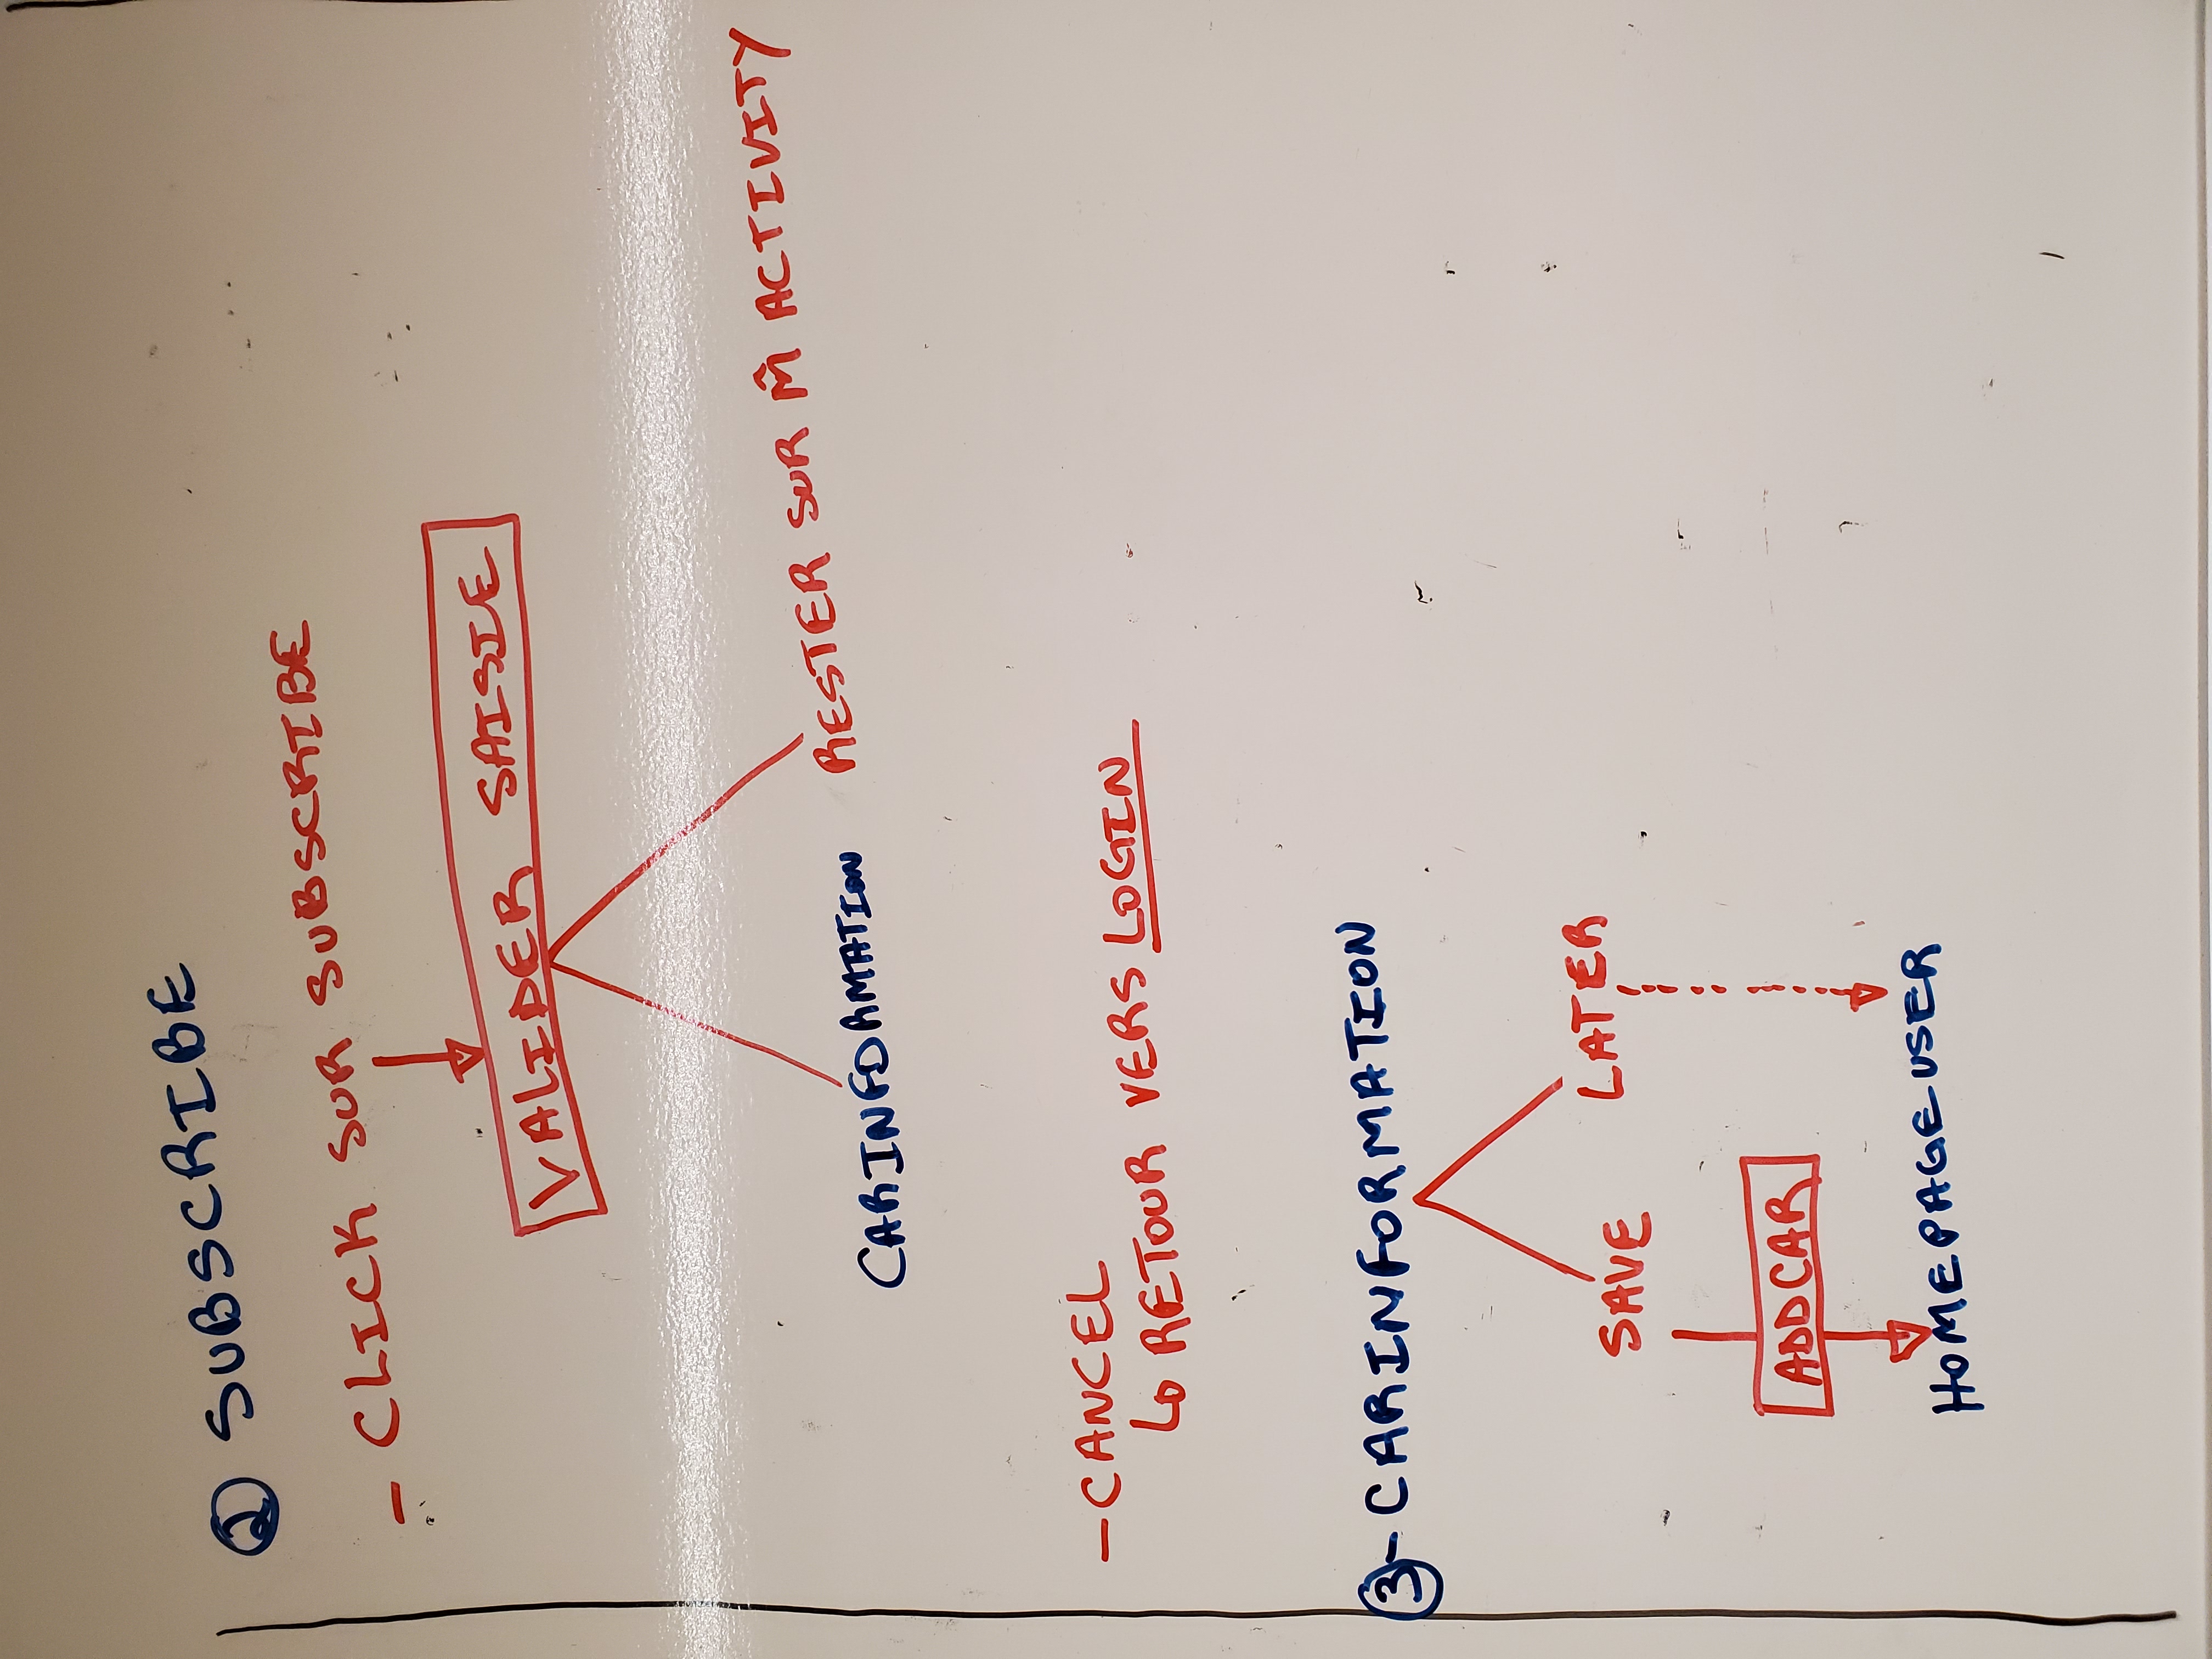 ② SUBSCRIBE
- CLICK SUR SUBSCRIBE
VALIDER SAISIE
CARINFORMATION
RESTER SUR M̂ ACTIVITY
- CANCEL
↳ RETOUR VERS LOGIN
③ - CARINFORMATION
SAVE LATER
ADDCAR
HOMEPAGEUSER